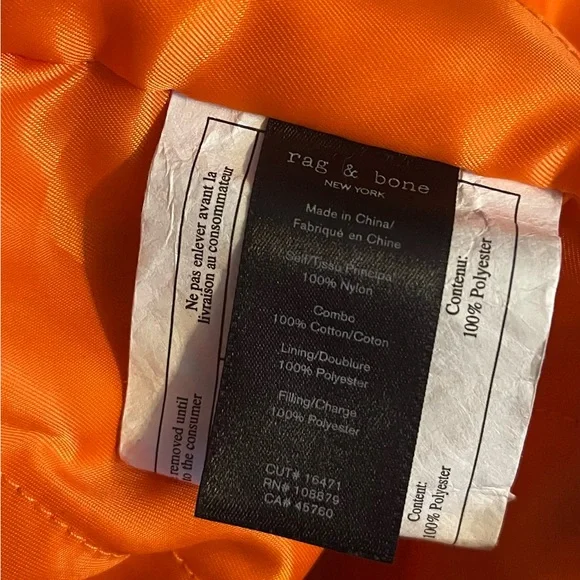 rag & bone
NEW YORK
Made in China/
Fabriqué en Chine
Self/Tissu Principal
100% Nylon
Combo
100% Cotton/Coton
Lining/Doublure
100% Polyester
Filling/Charge
100% Polyester
CUT# 16471
RN# 108879
CA# 45760
Ne pas enlever avant la
livraison au consommateur
removed until
to the consumer
Contenu:
100% Polyester
Content:
100% Polyester